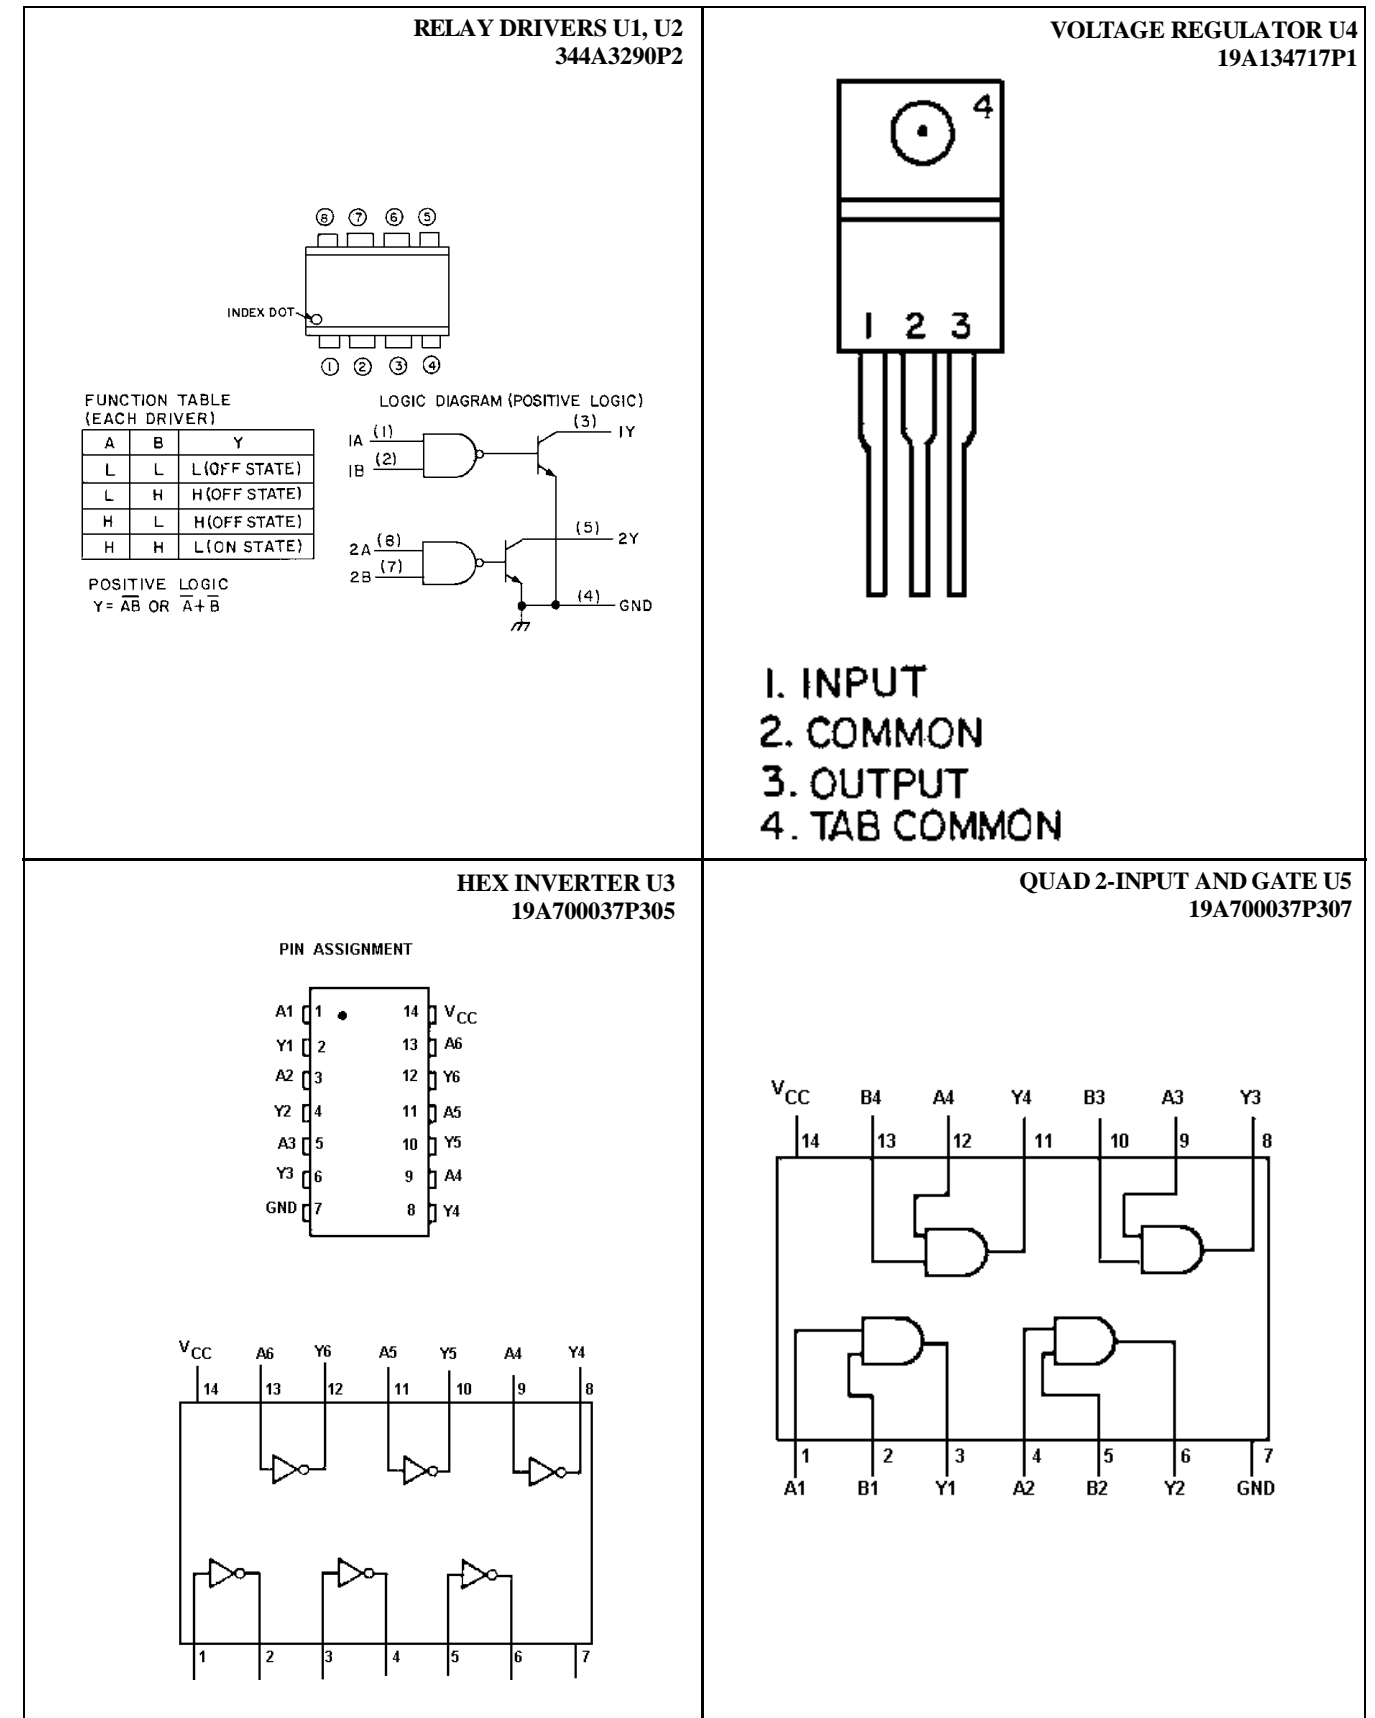 RELAY DRIVERS U1, U2
344A3290P2
8 7 6 5
INDEX DOT
1 2 3 4
FUNCTION TABLE
(EACH DRIVER)
A B Y
L L L(OFF STATE)
L H H(OFF STATE)
H L H(OFF STATE)
H H L(ON STATE)
POSITIVE LOGIC
Y= A̅B̅ OR A̅+B̅
LOGIC DIAGRAM (POSITIVE LOGIC)
1A (1) (3) 1Y
1B (2)
2A (8) (5) 2Y
2B (7)
(4) GND
VOLTAGE REGULATOR U4
19A134717P1
4
1 2 3
1. INPUT
2. COMMON
3. OUTPUT
4. TAB COMMON
HEX INVERTER U3
19A700037P305
PIN ASSIGNMENT
A1 1 14 VCC
Y1 2 13 A6
A2 3 12 Y6
Y2 4 11 A5
A3 5 10 Y5
Y3 6 9 A4
GND 7 8 Y4
VCC A6 Y6 A5 Y5 A4 Y4
14 13 12 11 10 9 8
1 2 3 4 5 6 7
QUAD 2-INPUT AND GATE U5
19A700037P307
VCC B4 A4 Y4 B3 A3 Y3
14 13 12 11 10 9 8
1 2 3 4 5 6 7
A1 B1 Y1 A2 B2 Y2 GND